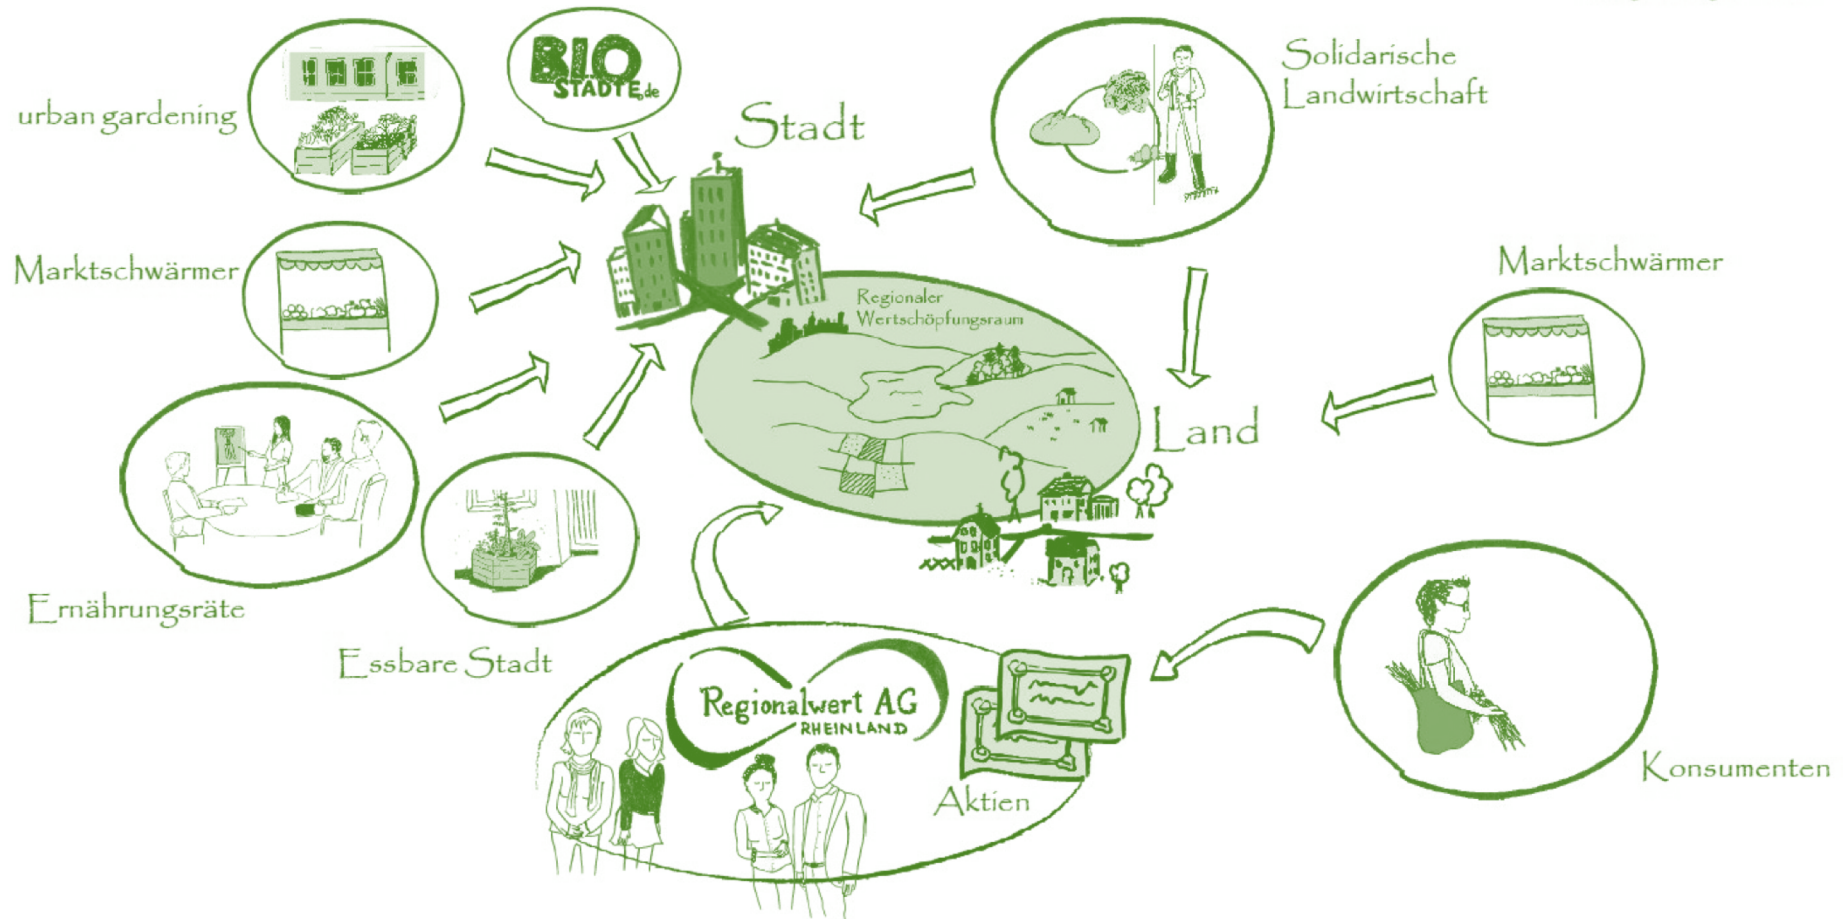 BIO
STÄDTE.de
Solidarische
Landwirtschaft
urban gardening
Stadt
Marktschwärmer
Marktschwärmer
Regionaler
Wertschöpfungsraum
Land
Ernährungsräte
Essbare Stadt
Regionalwert AG
RHEINLAND
Aktien
Konsumenten